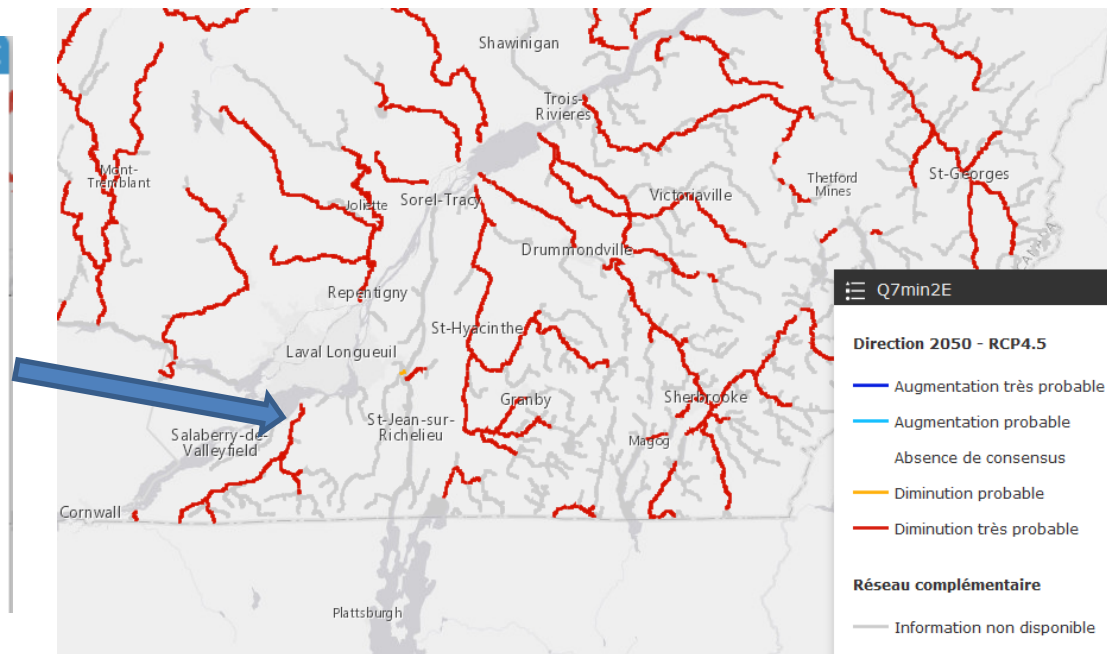 Shawinigan
Trois-
Rivières
Mont-
Tremblant
Thetford
Mines
St-Georges
Joliette
Sorel-Tracy
Victoriaville
Drummondville
CANADA
Repentigny
St-Hyacinthe
Laval Longueuil
Granby
Sherbrooke
St-Jean-sur-
Richelieu
Salaberry-de-
Valleyfield
Magog
Cornwall
Plattsburgh
Q7min2E
Direction 2050 - RCP4.5
Augmentation très probable
Augmentation probable
Absence de consensus
Diminution probable
Diminution très probable
Réseau complémentaire
Information non disponible